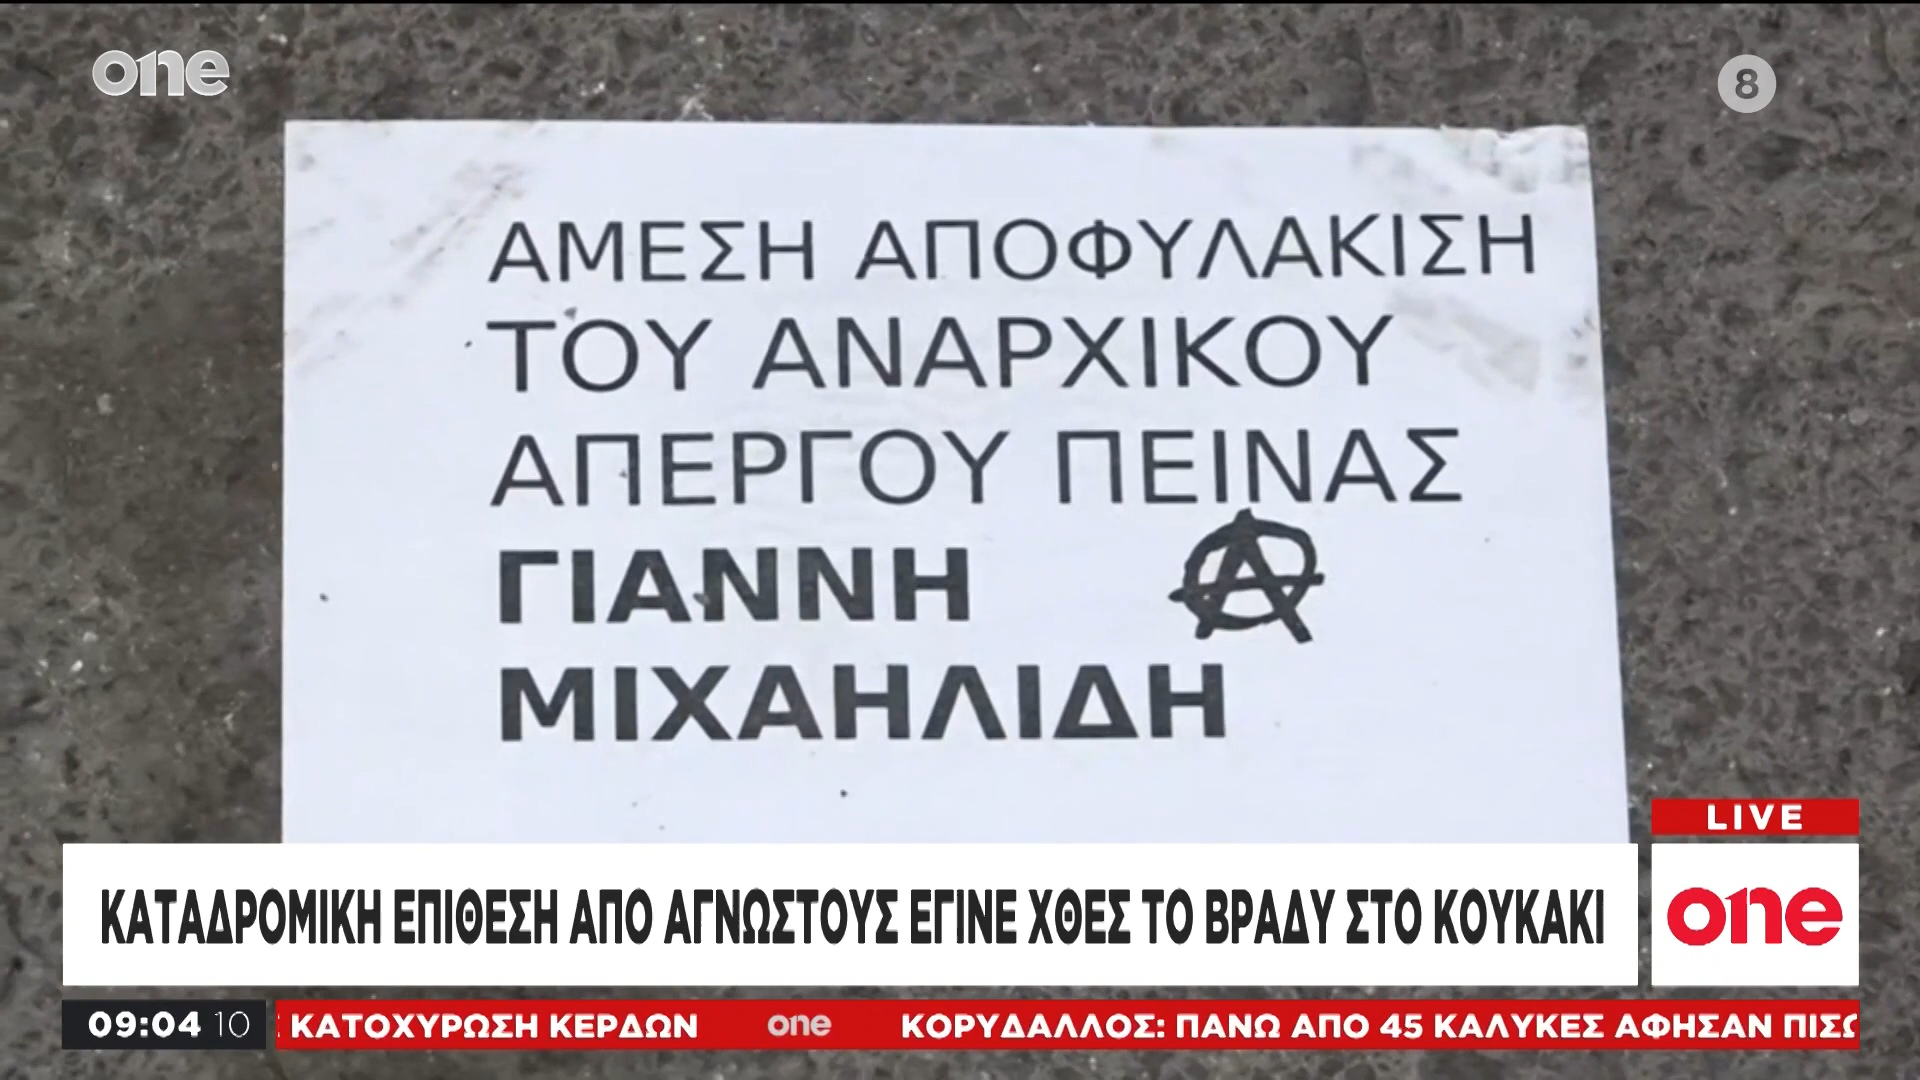 one
8
ΑΜΕΣΗ ΑΠΟΦΥΛΑΚΙΣΗ
ΤΟΥ ΑΝΑΡΧΙΚΟΥ
ΑΠΕΡΓΟΥ ΠΕΙΝΑΣ
ΓΙΑΝΝΗ
ΜΙΧΑΗΛΙΔΗ
LIVE
ΚΑΤΑΔΡΟΜΙΚΗ ΕΠΙΘΕΣΗ ΑΠΟ ΑΓΝΩΣΤΟΥΣ ΕΓΙΝΕ ΧΘΕΣ ΤΟ ΒΡΑΔΥ ΣΤΟ ΚΟΥΚΑΚΙ
one
09:04 10 ΚΑΤΟΧΥΡΩΣΗ ΚΕΡΔΩΝ one ΚΟΡΥΔΑΛΛΟΣ: ΠΑΝΩ ΑΠΟ 45 ΚΑΛΥΚΕΣ ΑΦΗΣΑΝ